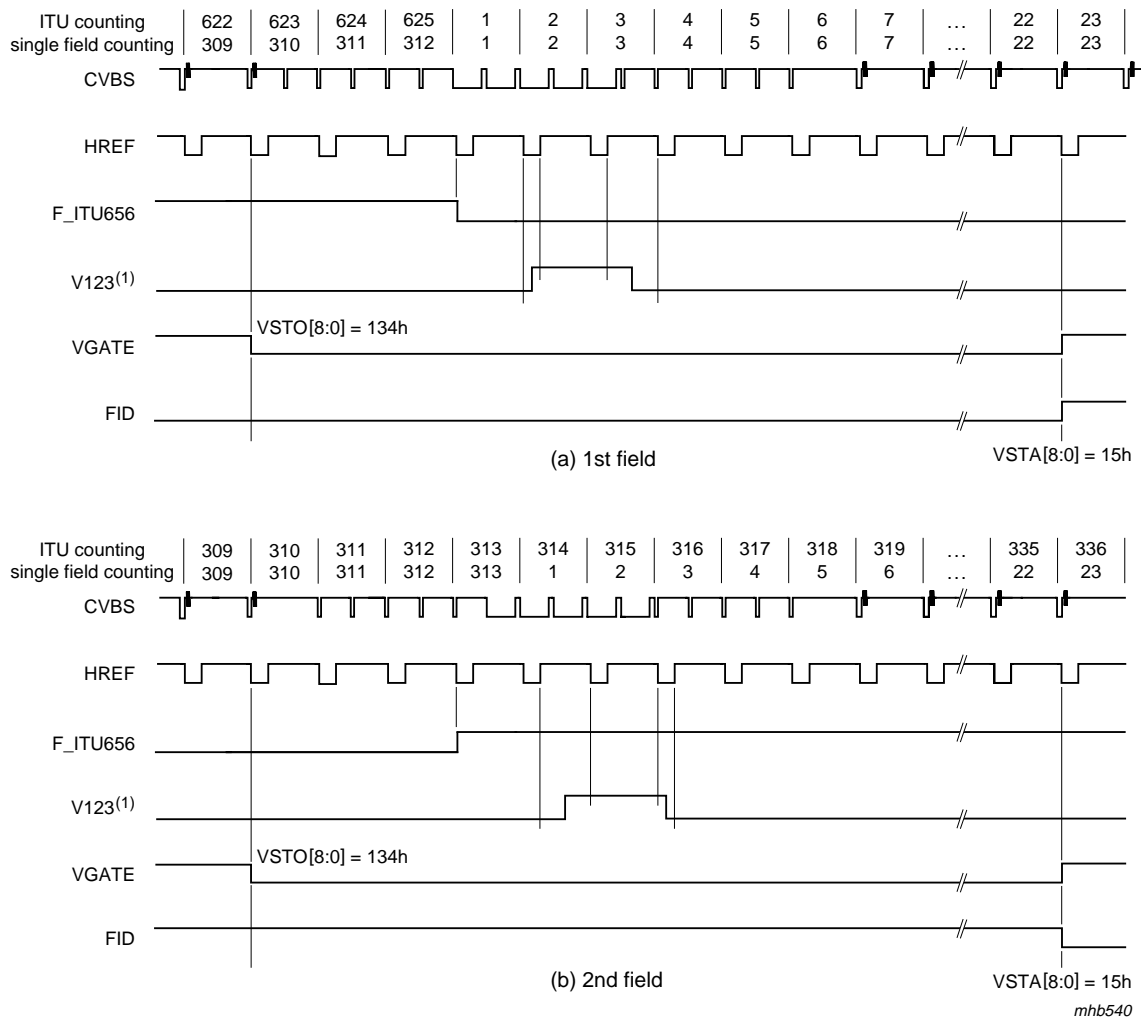 ITU counting 622 623 624 625 1 2 3 4 5 6 7 ... 22 23
single field counting 309 310 311 312 1 2 3 4 5 6 7 ... 22 23
CVBS
HREF
F_ITU656
V123(1)
VSTO[8:0] = 134h
VGATE
FID
(a) 1st field
VSTA[8:0] = 15h
ITU counting 309 310 311 312 313 314 315 316 317 318 319 ... 335 336
single field counting 309 310 311 312 313 1 2 3 4 5 6 ... 22 23
CVBS
HREF
F_ITU656
V123(1)
VSTO[8:0] = 134h
VGATE
FID
(b) 2nd field
VSTA[8:0] = 15h
mhb540